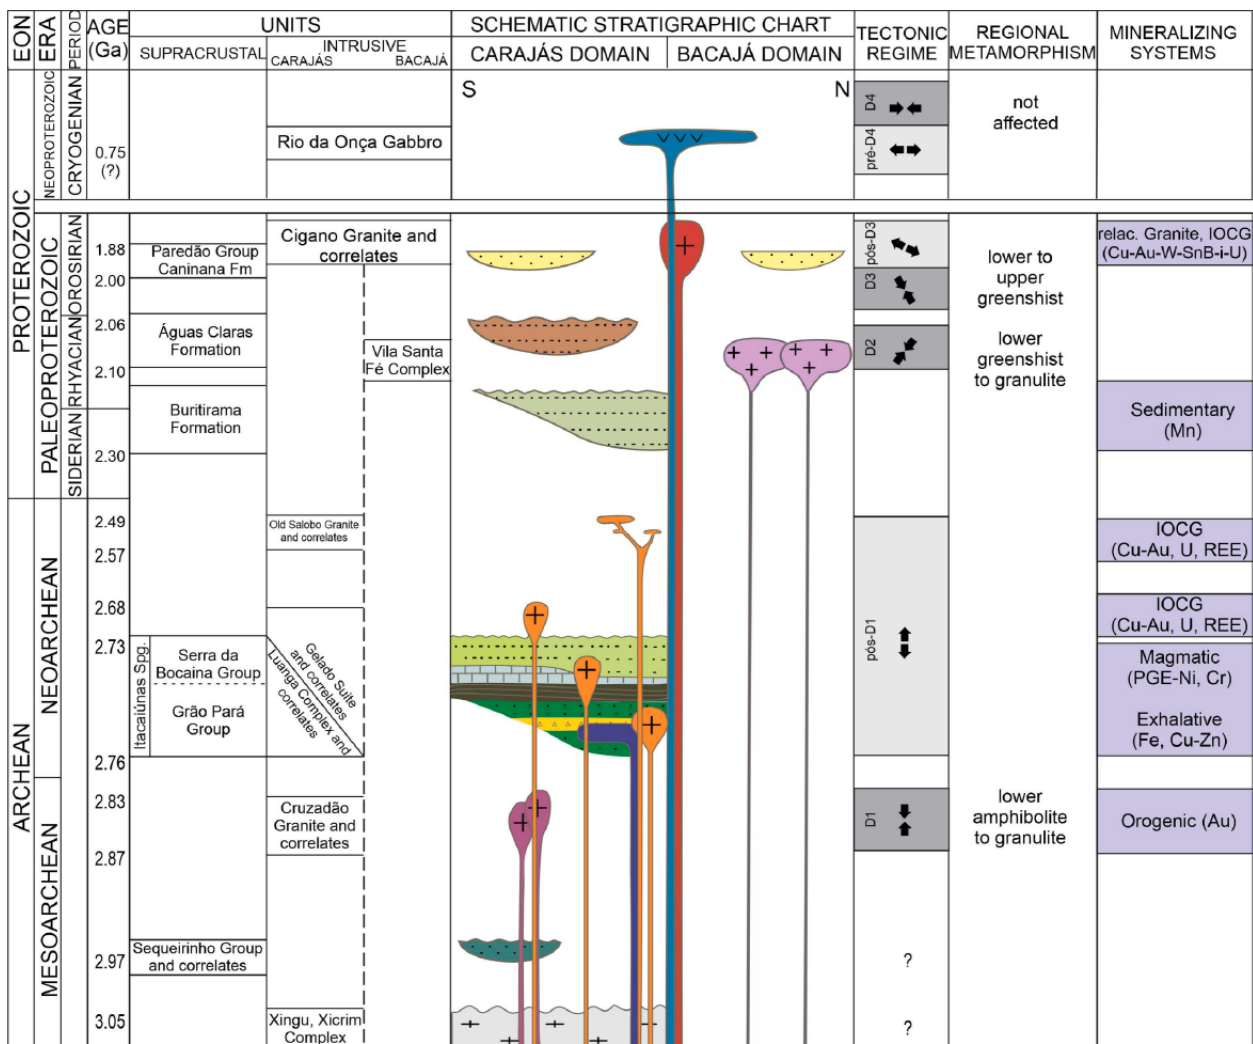 EON
ERA
PERIOD
AGE
(Ga)
UNITS
SUPRACRUSTAL
INTRUSIVE
CARAJÁS
BACAJÁ
SCHEMATIC STRATIGRAPHIC CHART
CARAJÁS DOMAIN
BACAJÁ DOMAIN
TECTONIC
REGIME
REGIONAL
METAMORPHISM
MINERALIZING
SYSTEMS
S
N
PROTEROZOIC
ARCHEAN
NEOPROTEROZOIC
PALEOPROTEROZOIC
NEOARCHEAN
MESOARCHEAN
CRYOGENIAN
OROSIRIAN
RHYACIAN
SIDERIAN
0.75
(?)
1.88
2.00
2.06
2.10
2.30
2.49
2.57
2.68
2.73
2.76
2.83
2.87
2.97
3.05
Rio da Onça Gabbro
Cigano Granite and
correlates
Paredão Group
Caninana Fm
Águas Claras
Formation
Vila Santa
Fé Complex
Buritirama
Formation
Old Salobo Granite
and correlates
Itacaiúnas Spg.
Serra da
Bocaina Group
Grão Pará
Group
Gelado Suite
and correlates
Luanga Complex and
correlates
Cruzadão
Granite and
correlates
Sequeirinho Group
and correlates
Xingu, Xicrim
Complex
D4
pré-D4
pós-D3
D3
D2
pós-D1
D1
not
affected
lower to
upper
greenshist
lower
greenshist
to granulite
lower
amphibolite
to granulite
?
?
relac. Granite, IOCG
(Cu-Au-W-SnB-i-U)
Sedimentary
(Mn)
IOCG
(Cu-Au, U, REE)
IOCG
(Cu-Au, U, REE)
Magmatic
(PGE-Ni, Cr)
Exhalative
(Fe, Cu-Zn)
Orogenic (Au)